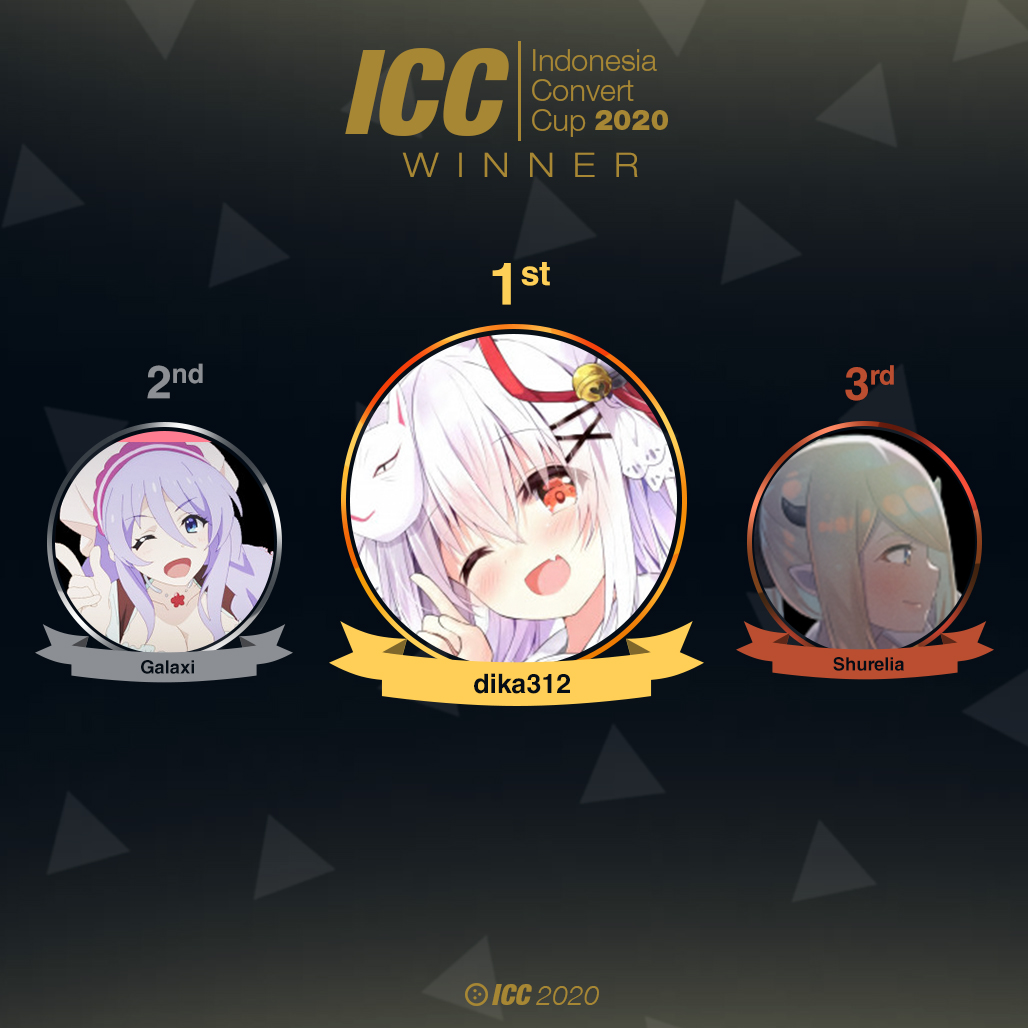 ICC
Indonesia
Convert
Cup 2020
WINNER
1st
2nd
3rd
Galaxi
dika312
Shurelia
ICC 2020